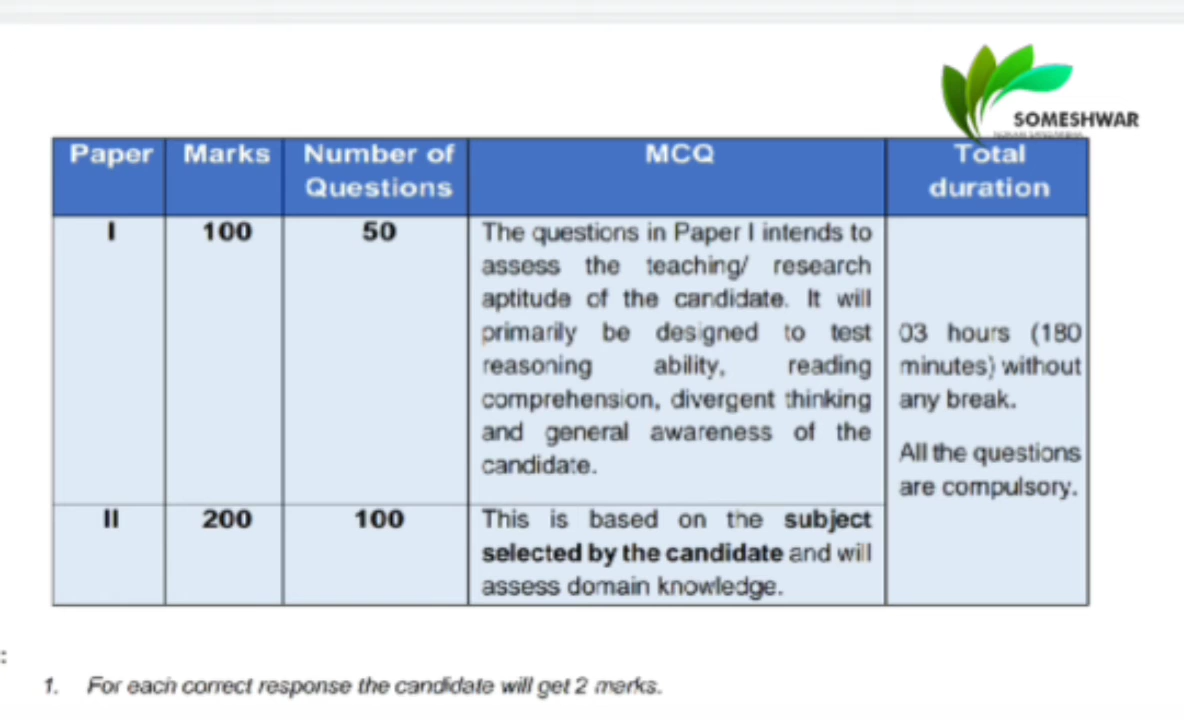 SOMESHWAR
Paper Marks Number of Questions MCQ Total duration
I 100 50
The questions in Paper I intends to
assess the teaching/ research
aptitude of the candidate. It will
primarily be designed to test
reasoning ability, reading
comprehension, divergent thinking
and general awareness of the
candidate.
03 hours (180
minutes) without
any break.
All the questions
are compulsory.
II 200 100
This is based on the subject
selected by the candidate and will
assess domain knowledge.
:
1. For each correct response the candidate will get 2 marks.